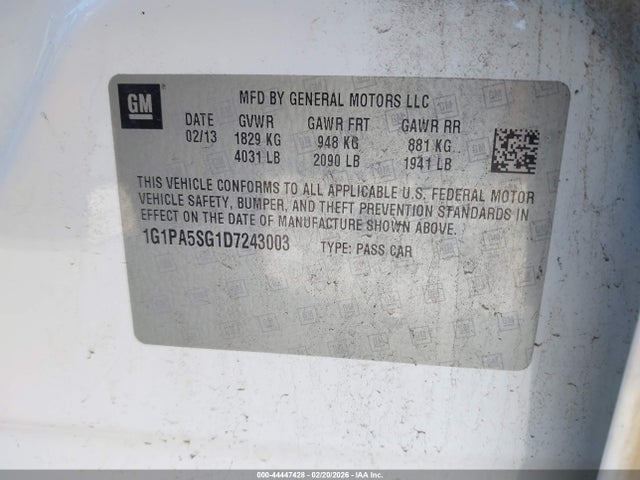 GM
MFD BY GENERAL MOTORS LLC
DATE GVWR GAWR FRT GAWR RR
02/13 1829 KG 948 KG 881 KG
4031 LB 2090 LB 1941 LB
THIS VEHICLE CONFORMS TO ALL APPLICABLE U.S. FEDERAL MOTOR
VEHICLE SAFETY, BUMPER, AND THEFT PREVENTION STANDARDS IN
EFFECT ON THE DATE OF MANUFACTURE SHOWN ABOVE.
1G1PA5SG1D7243003 TYPE: PASS CAR
000-44447428 - 02/20/2026 - IAA Inc.